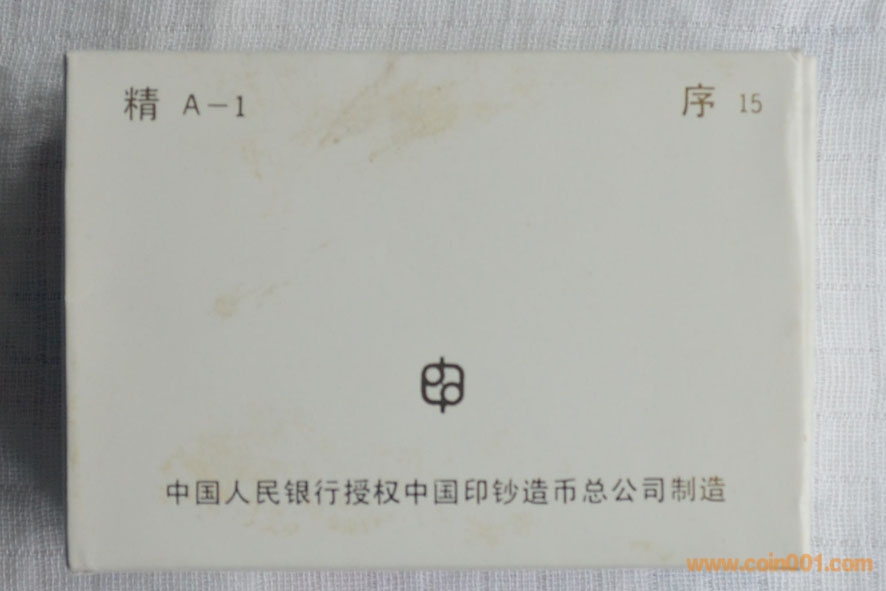 精 A-1 序 15
中国人民银行授权中国印钞造币总公司制造
www.coin001.com